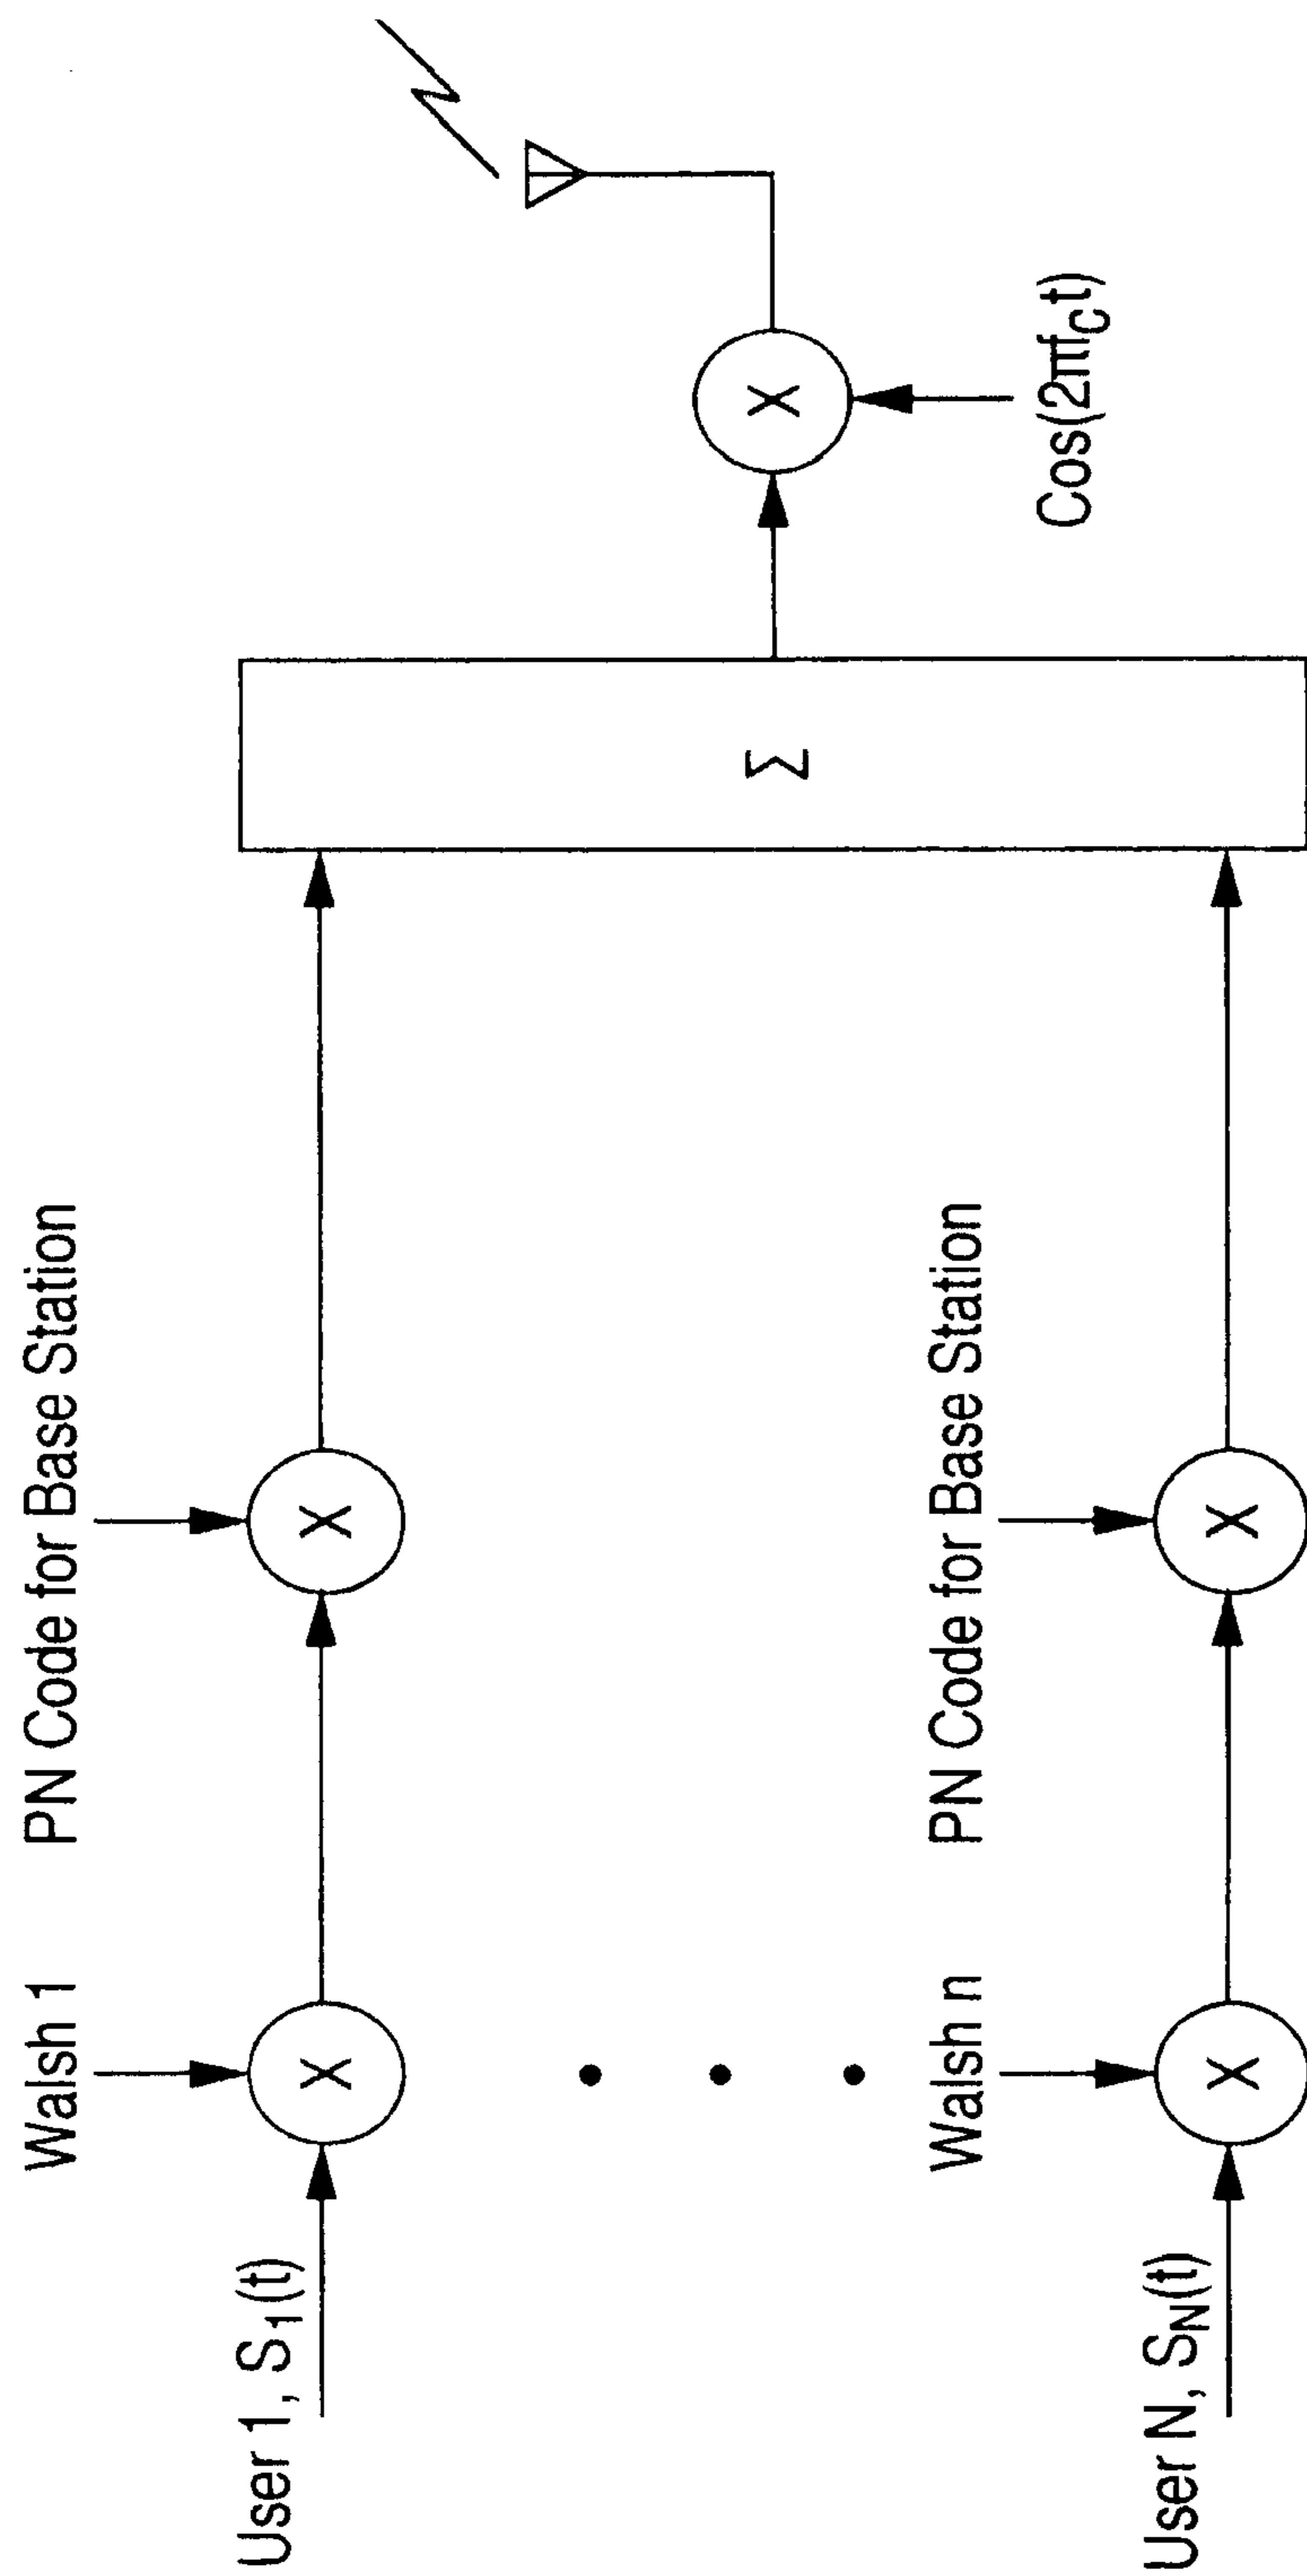 Walsh 1
PN Code for Base Station
User 1, S1(t)
X
X
Σ
X
Cos(2πfCt)
Walsh n
PN Code for Base Station
User N, SN(t)
X
X